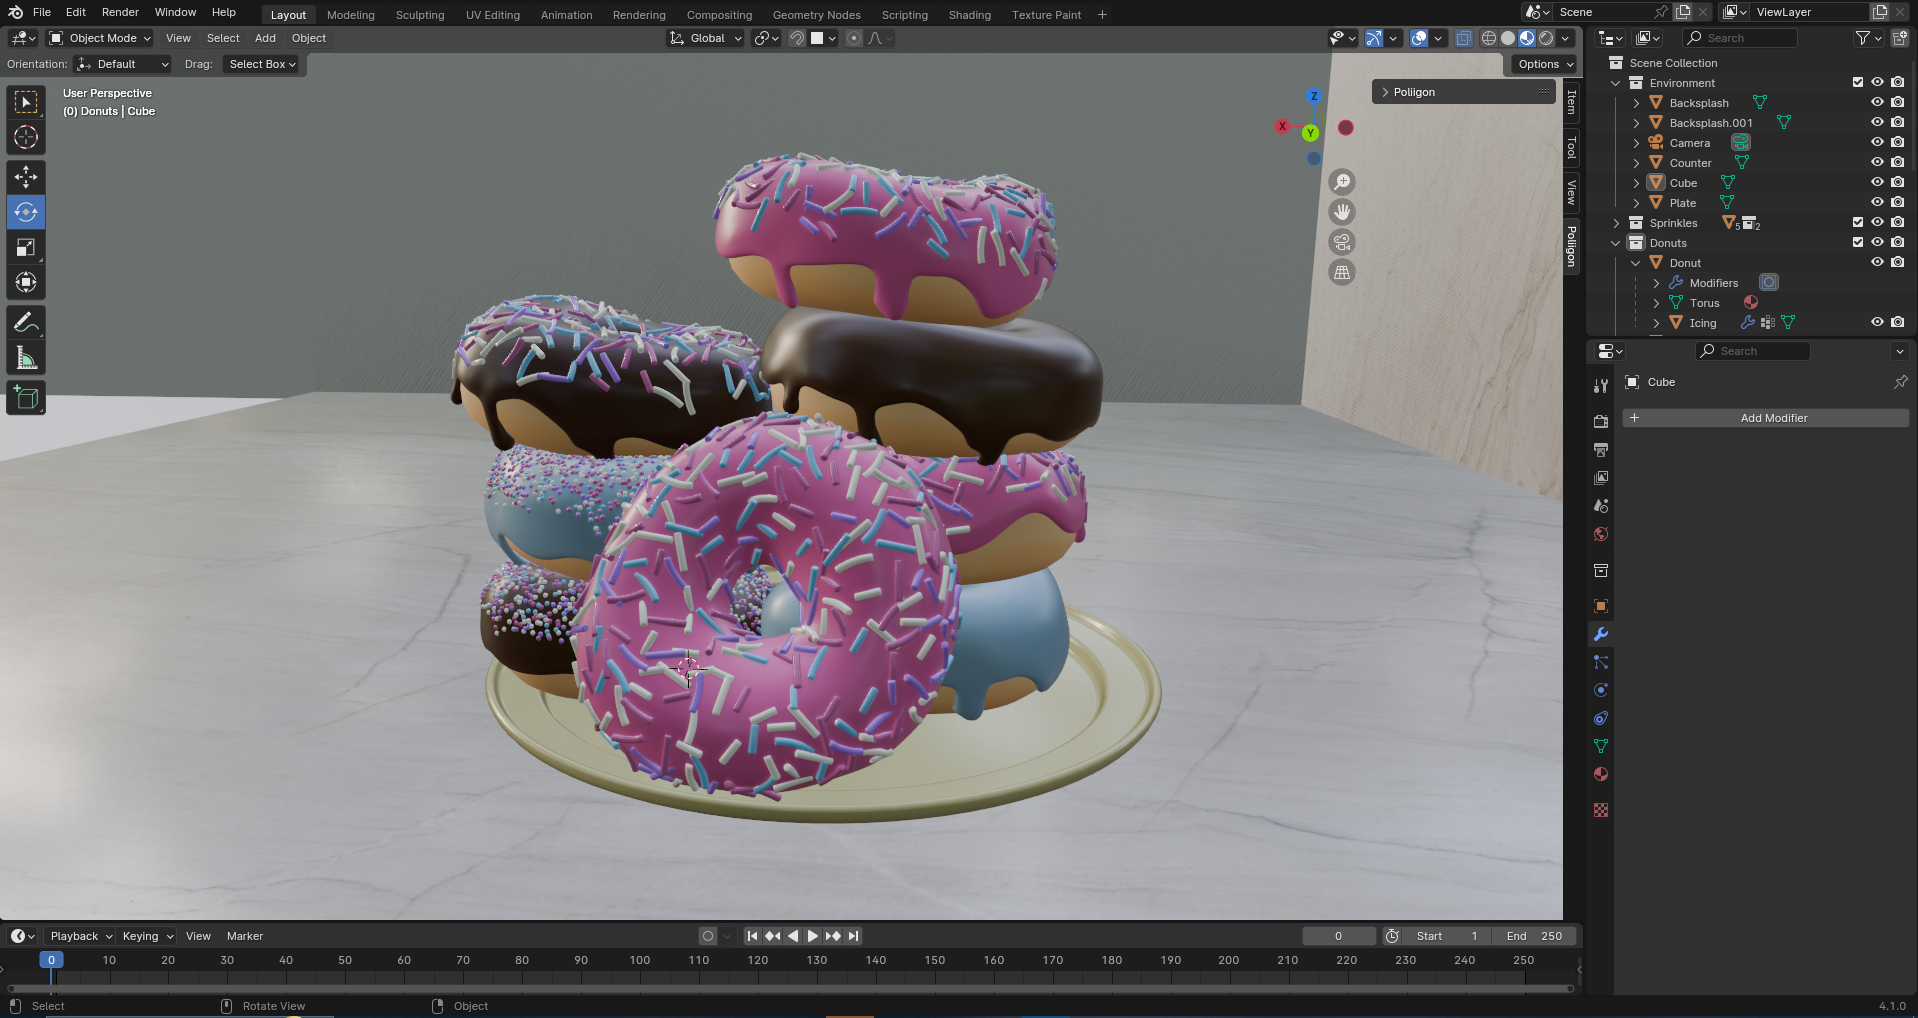 File Edit Render Window Help Layout Modeling Sculpting UV Editing Animation Rendering Compositing Geometry Nodes Scripting Shading Texture Paint + Scene ViewLayer
Object Mode View Select Add Object Global Search
Orientation: Default Drag: Select Box Options
User Perspective
(0) Donuts | Cube
Poliigon
Z
X
Y
Item
Tool
View
Poliigon
Scene Collection
Environment
Backsplash
Backsplash.001
Camera
Counter
Cube
Plate
Sprinkles 5 2
Donuts
Donut
Modifiers
Torus
Icing
Search
Cube
+ Add Modifier
Playback Keying View Marker 0 Start 1 End 250
0 10 20 30 40 50 60 70 80 90 100 110 120 130 140 150 160 170 180 190 200 210 220 230 240 250
Select Rotate View Object 4.1.0